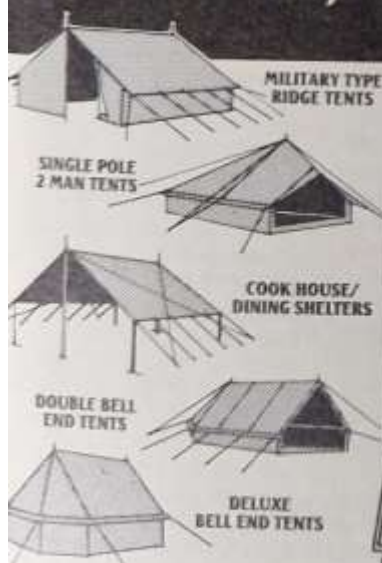 MILITARY TYPE
RIDGE TENTS
SINGLE POLE
2 MAN TENTS
COOK HOUSE/
DINING SHELTERS
DOUBLE BELL
END TENTS
DELUXE
BELL END TENTS